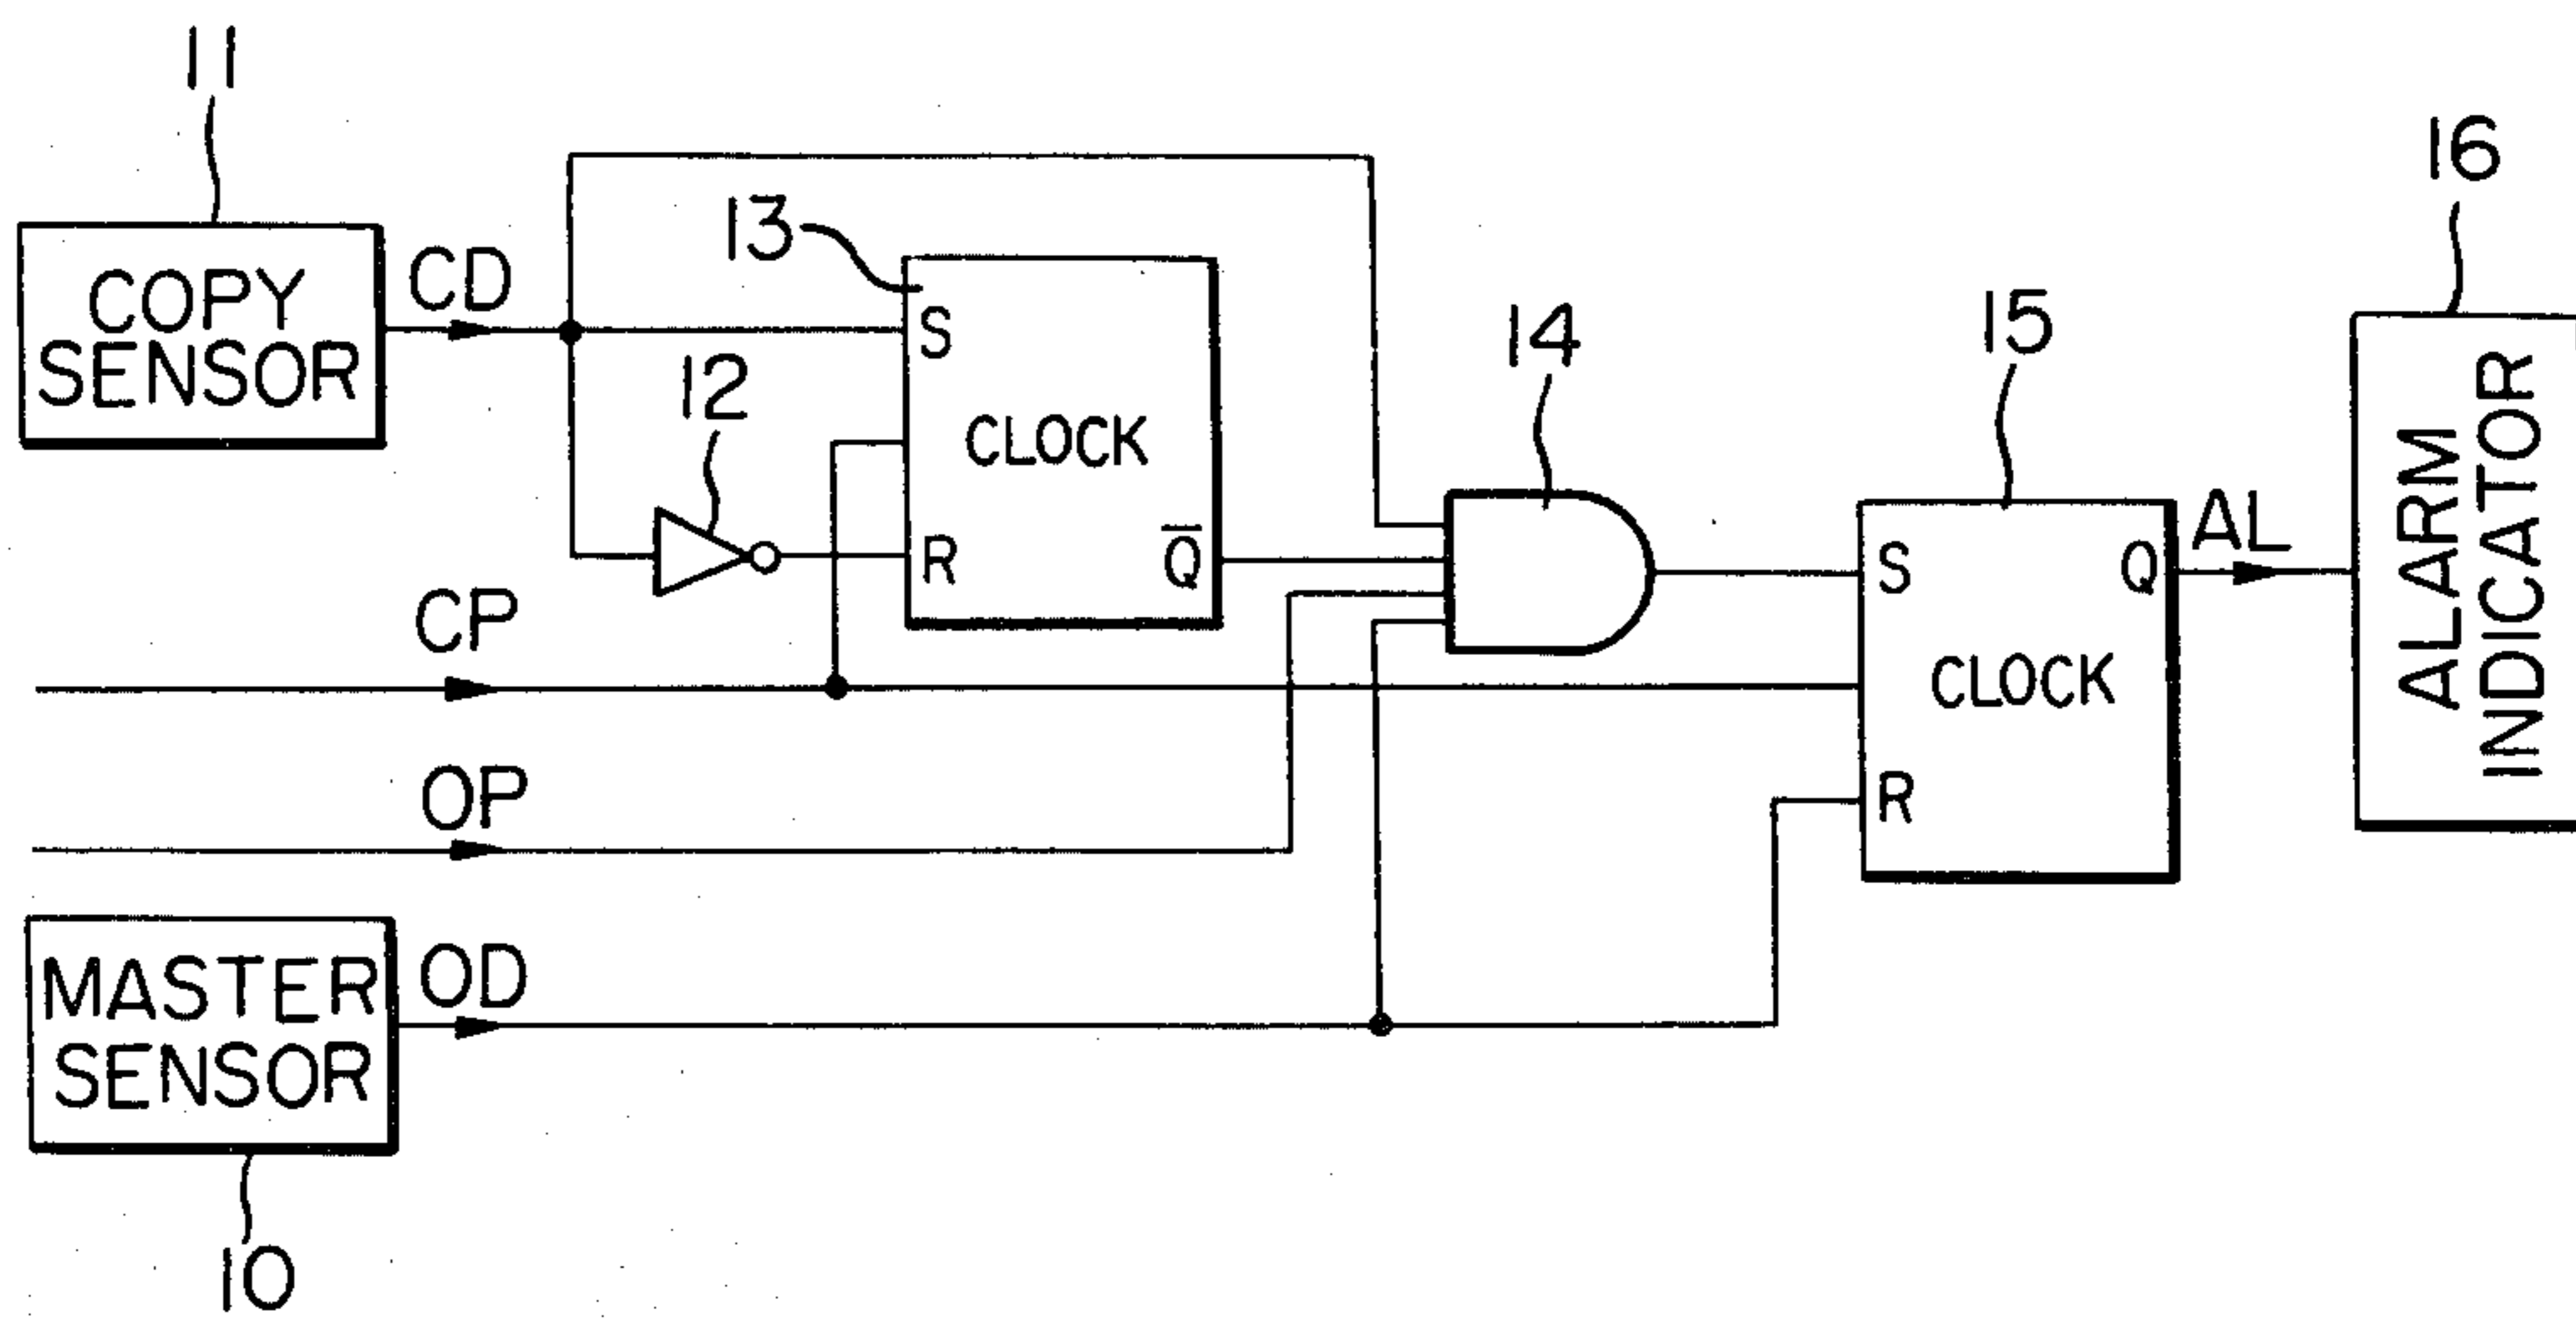 11
16
COPY
SENSOR
CD
13
S
CLOCK
R
Q̅
12
14
15
S
Q
CLOCK
R
AL
ALARM
INDICATOR
CP
OP
MASTER
SENSOR
OD
10